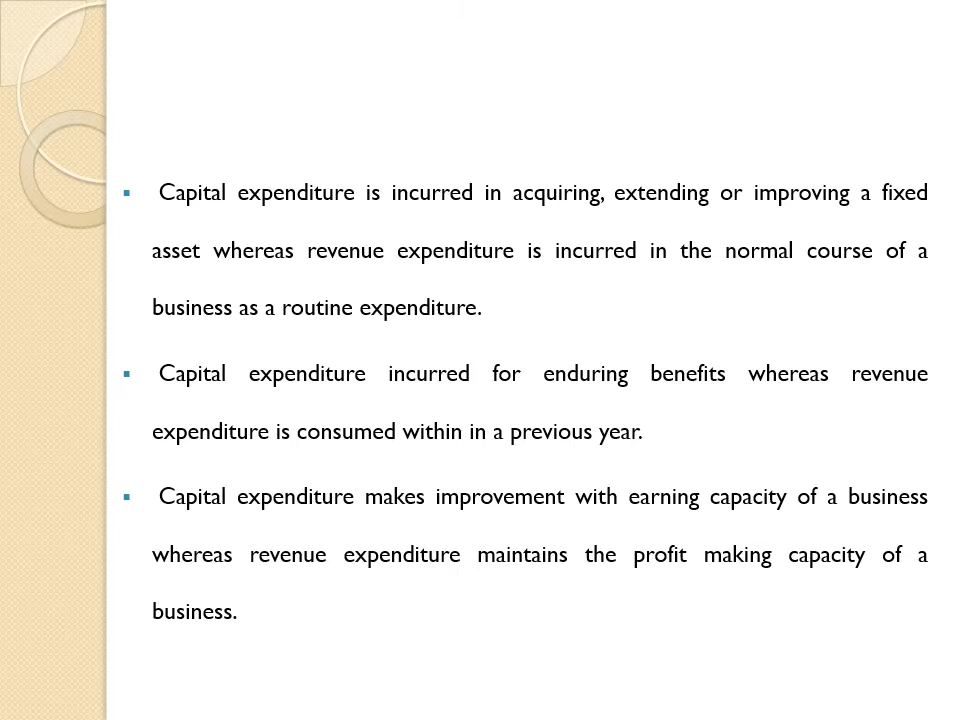 ▪ Capital expenditure is incurred in acquiring, extending or improving a fixed
asset whereas revenue expenditure is incurred in the normal course of a
business as a routine expenditure.
▪ Capital expenditure incurred for enduring benefits whereas revenue
expenditure is consumed within in a previous year.
▪ Capital expenditure makes improvement with earning capacity of a business
whereas revenue expenditure maintains the profit making capacity of a
business.